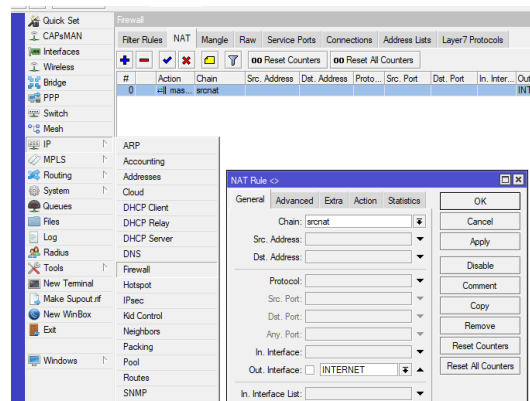 Quick Set
CAPsMAN
Interfaces
Wireless
Bridge
PPP
Switch
Mesh
IP
MPLS
Routing
System
Queues
Files
Log
Radius
Tools
New Terminal
Make Supout.rif
New WinBox
Exit
Windows
ARP
Accounting
Addresses
Cloud
DHCP Client
DHCP Relay
DHCP Server
DNS
Firewall
Hotspot
IPsec
Kid Control
Neighbors
Packing
Pool
Routes
SNMP
Firewall
Filter Rules NAT Mangle Raw Service Ports Connections Address Lists Layer7 Protocols
00 Reset Counters 00 Reset All Counters
# Action Chain Src. Address Dst. Address Proto... Src. Port Dst. Port In. Inter... Out
0 mas... srcnat INT
NAT Rule <>
General Advanced Extra Action Statistics
Chain: srcnat
Src. Address:
Dst. Address:
Protocol:
Src. Port:
Dst. Port:
Any. Port:
In. Interface:
Out. Interface: INTERNET
In. Interface List:
OK
Cancel
Apply
Disable
Comment
Copy
Remove
Reset Counters
Reset All Counters